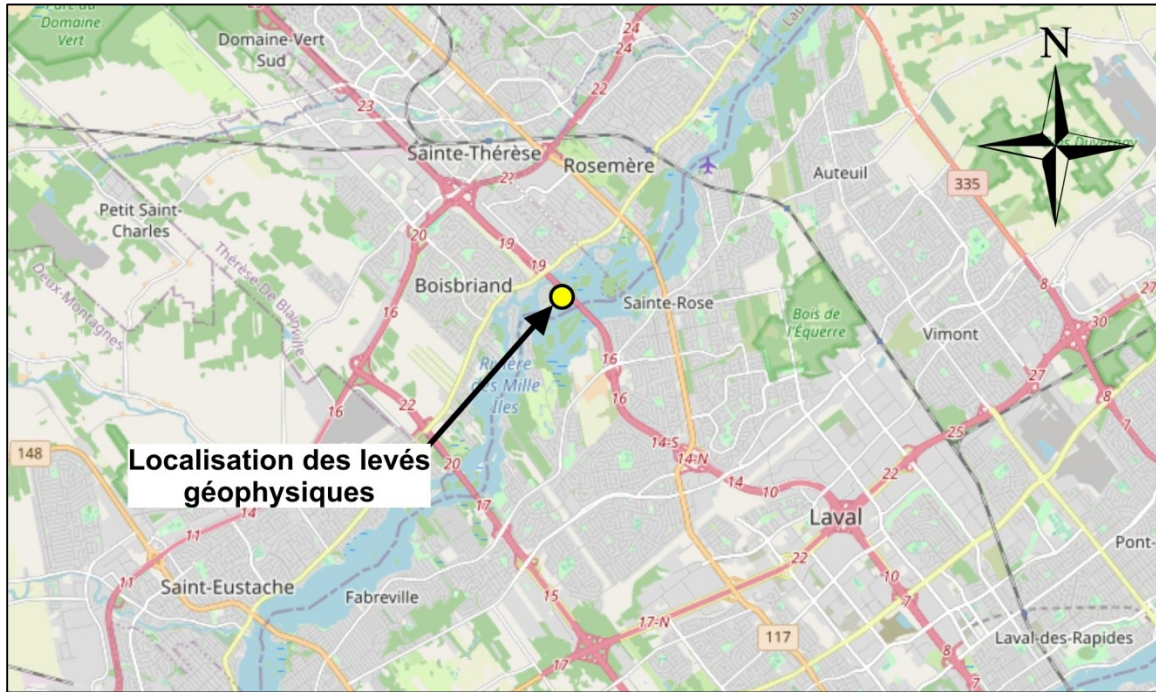 Domaine
Vert
Domaine-Vert
Sud
24
24
22
N
23
Sainte-Thérèse
Rosemère
Auteuil
335
Petit Saint-
Charles
20
19
19
Boisbriand
Thérèse-De Blainville
Deux-Montagnes
Sainte-Rose
Bois de
l'Équerre
Vimont
8
30
27
16
16
Rivière
des Mille
Îles
22
27
8
7
16
148
Localisation des levés
géophysiques
20
14-S
14-N
14
10
25
22
17
14
11
11
Laval
Pont-
Saint-Eustache
Fabreville
15
22
10
7
17-N
17
117
Laval-des-Rapides
8
7